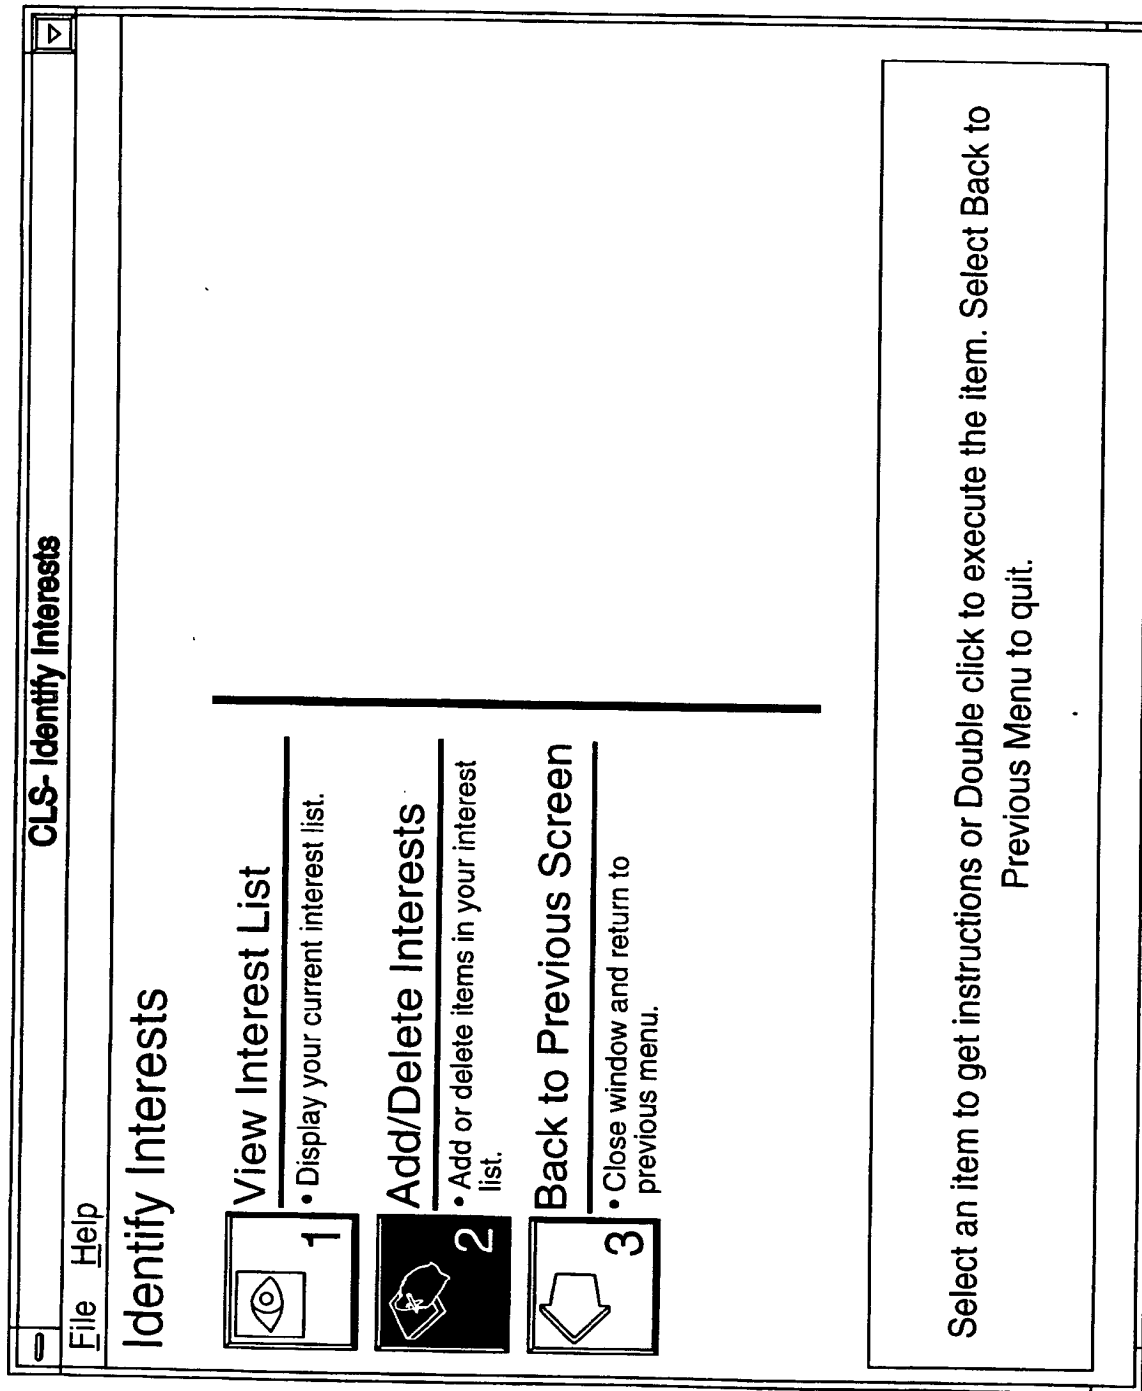 CLS- Identify Interests
File Help
Identify Interests
1
View Interest List
• Display your current interest list.
2
Add/Delete Interests
• Add or delete items in your interest
list.
3
Back to Previous Screen
• Close window and return to
previous menu.
Select an item to get instructions or Double click to execute the item. Select Back to
Previous Menu to quit.